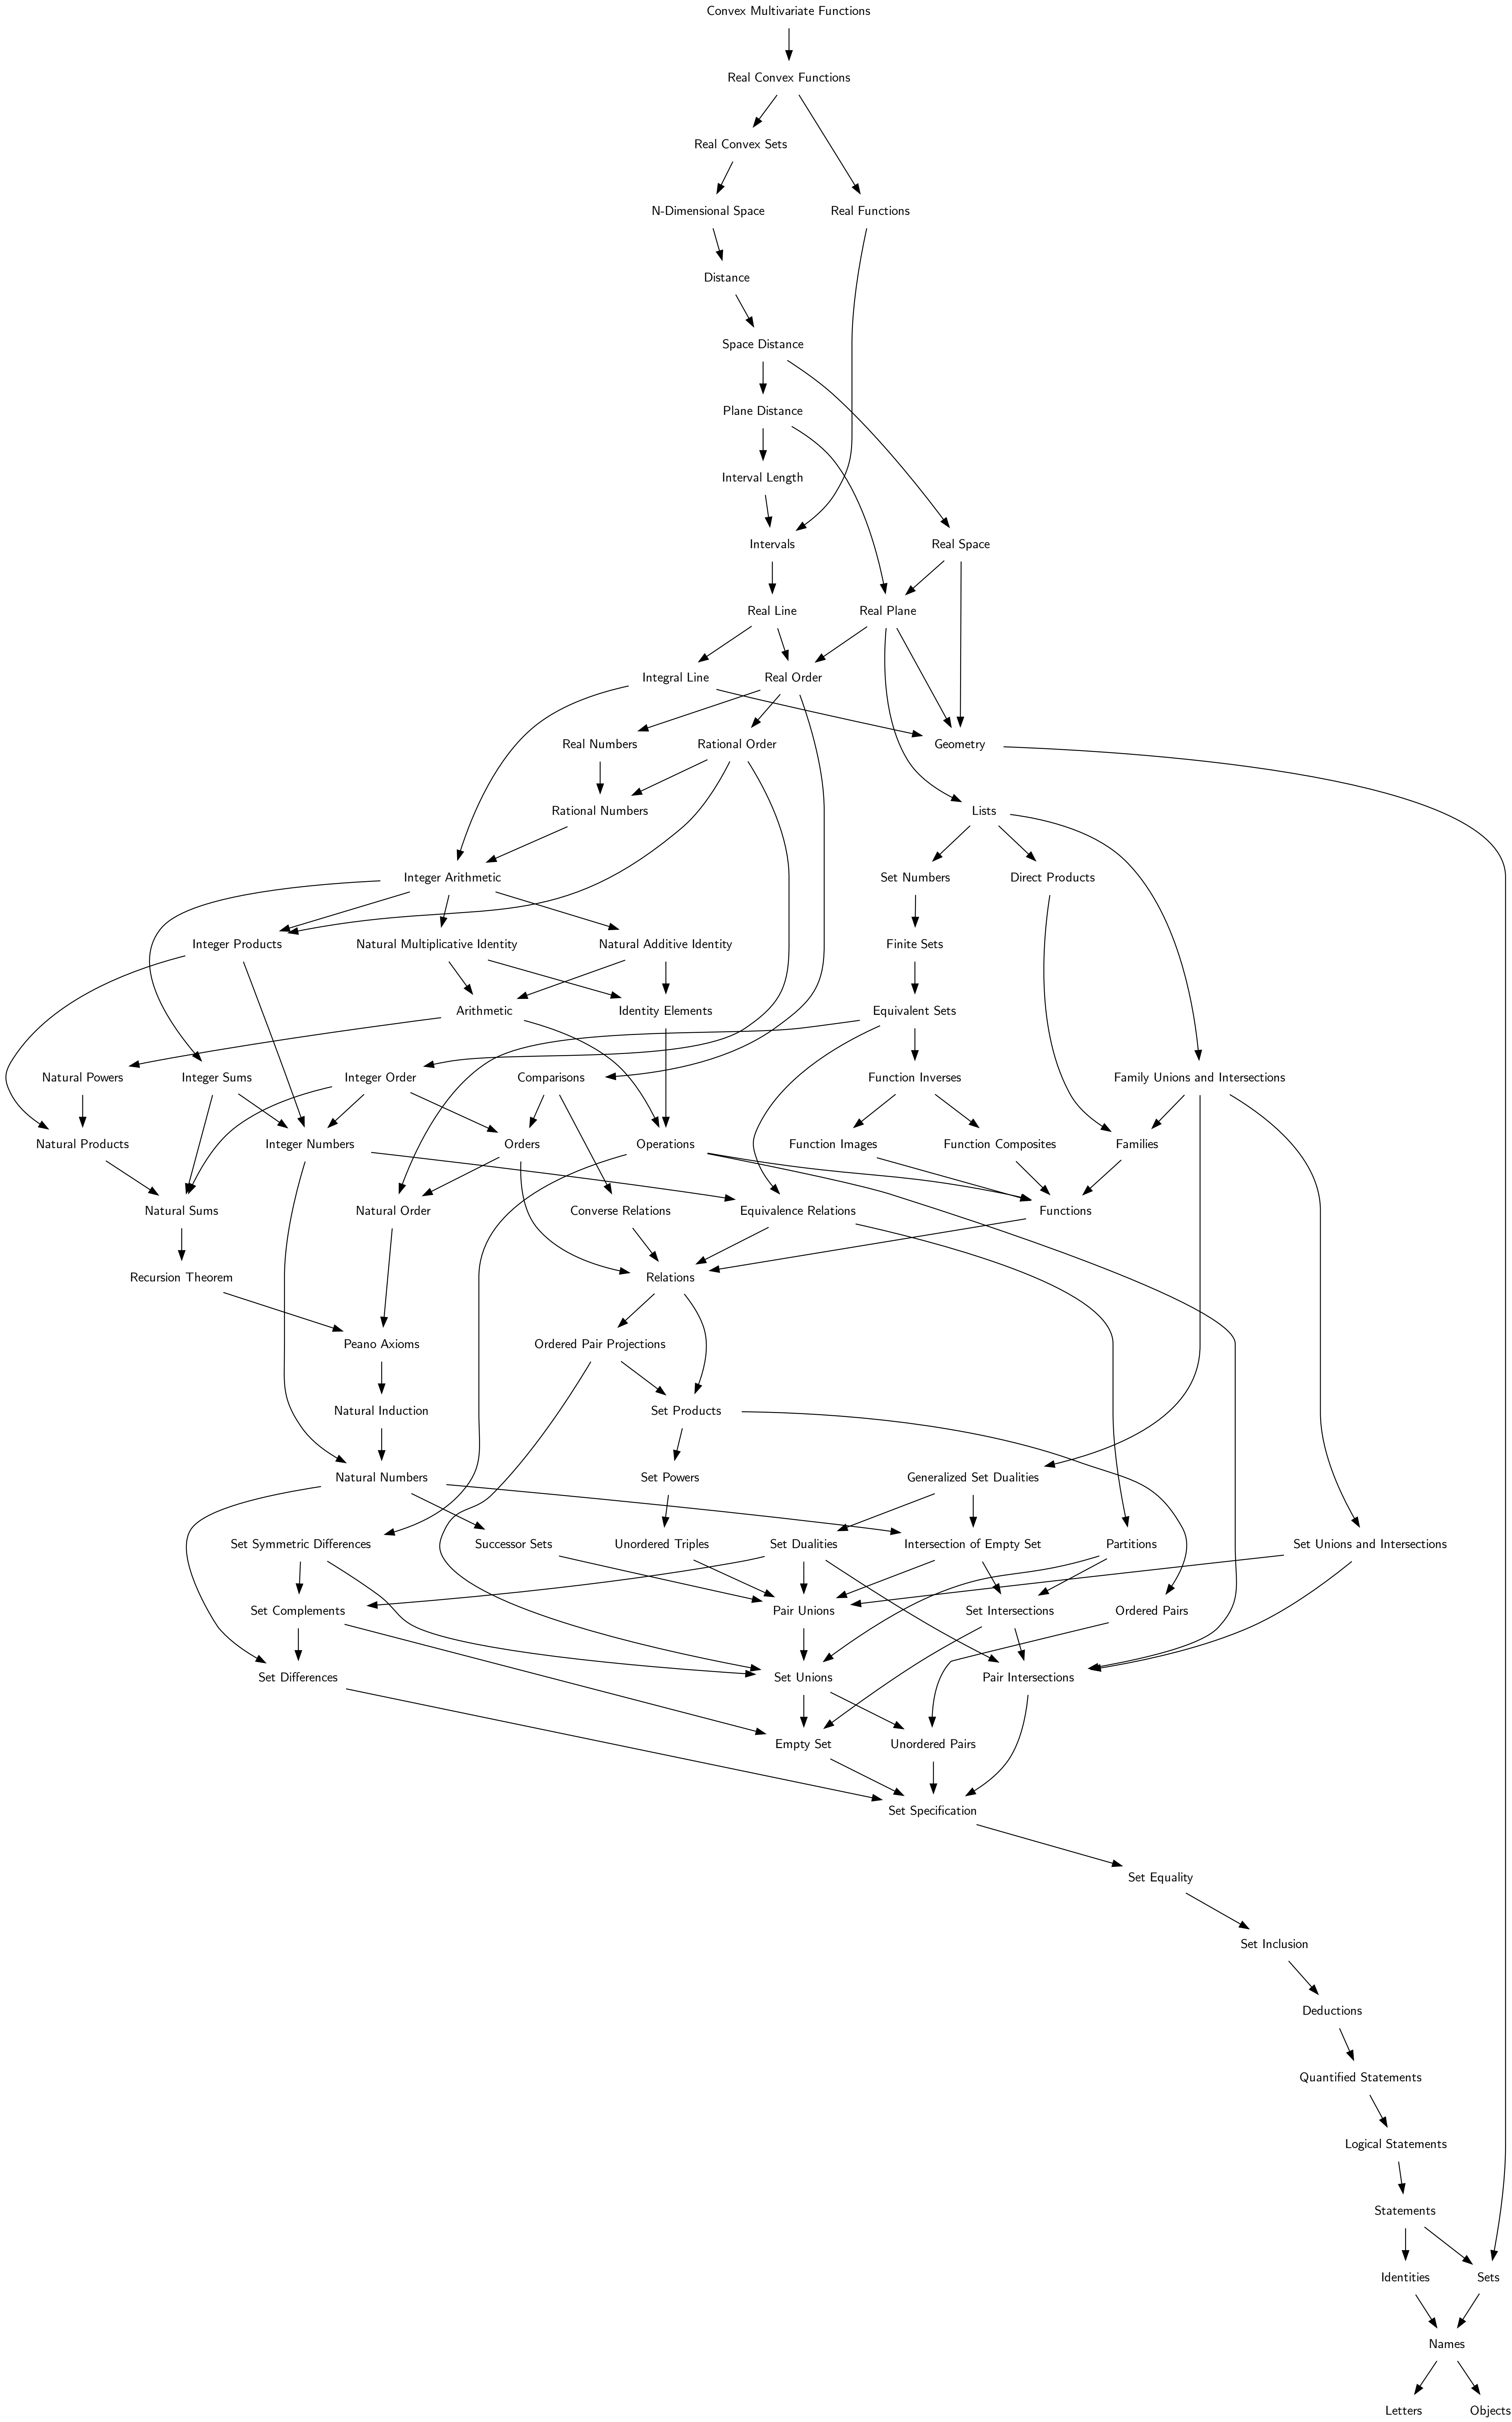 Convex Multivariate Functions
Real Convex Functions
Real Convex Sets
N-Dimensional Space
Real Functions
Distance
Space Distance
Plane Distance
Interval Length
Intervals
Real Space
Real Line
Real Plane
Integral Line
Real Order
Real Numbers
Rational Order
Geometry
Rational Numbers
Lists
Integer Arithmetic
Set Numbers
Direct Products
Integer Products
Natural Multiplicative Identity
Natural Additive Identity
Finite Sets
Arithmetic
Identity Elements
Equivalent Sets
Natural Powers
Integer Sums
Integer Order
Comparisons
Function Inverses
Family Unions and Intersections
Natural Products
Integer Numbers
Orders
Operations
Function Images
Function Composites
Families
Natural Sums
Natural Order
Converse Relations
Equivalence Relations
Functions
Recursion Theorem
Relations
Peano Axioms
Ordered Pair Projections
Natural Induction
Set Products
Natural Numbers
Set Powers
Generalized Set Dualities
Set Symmetric Differences
Successor Sets
Unordered Triples
Set Dualities
Intersection of Empty Set
Partitions
Set Unions and Intersections
Set Complements
Pair Unions
Set Intersections
Ordered Pairs
Set Differences
Set Unions
Pair Intersections
Empty Set
Unordered Pairs
Set Specification
Set Equality
Set Inclusion
Deductions
Quantified Statements
Logical Statements
Statements
Identities
Sets
Names
Letters
Objects